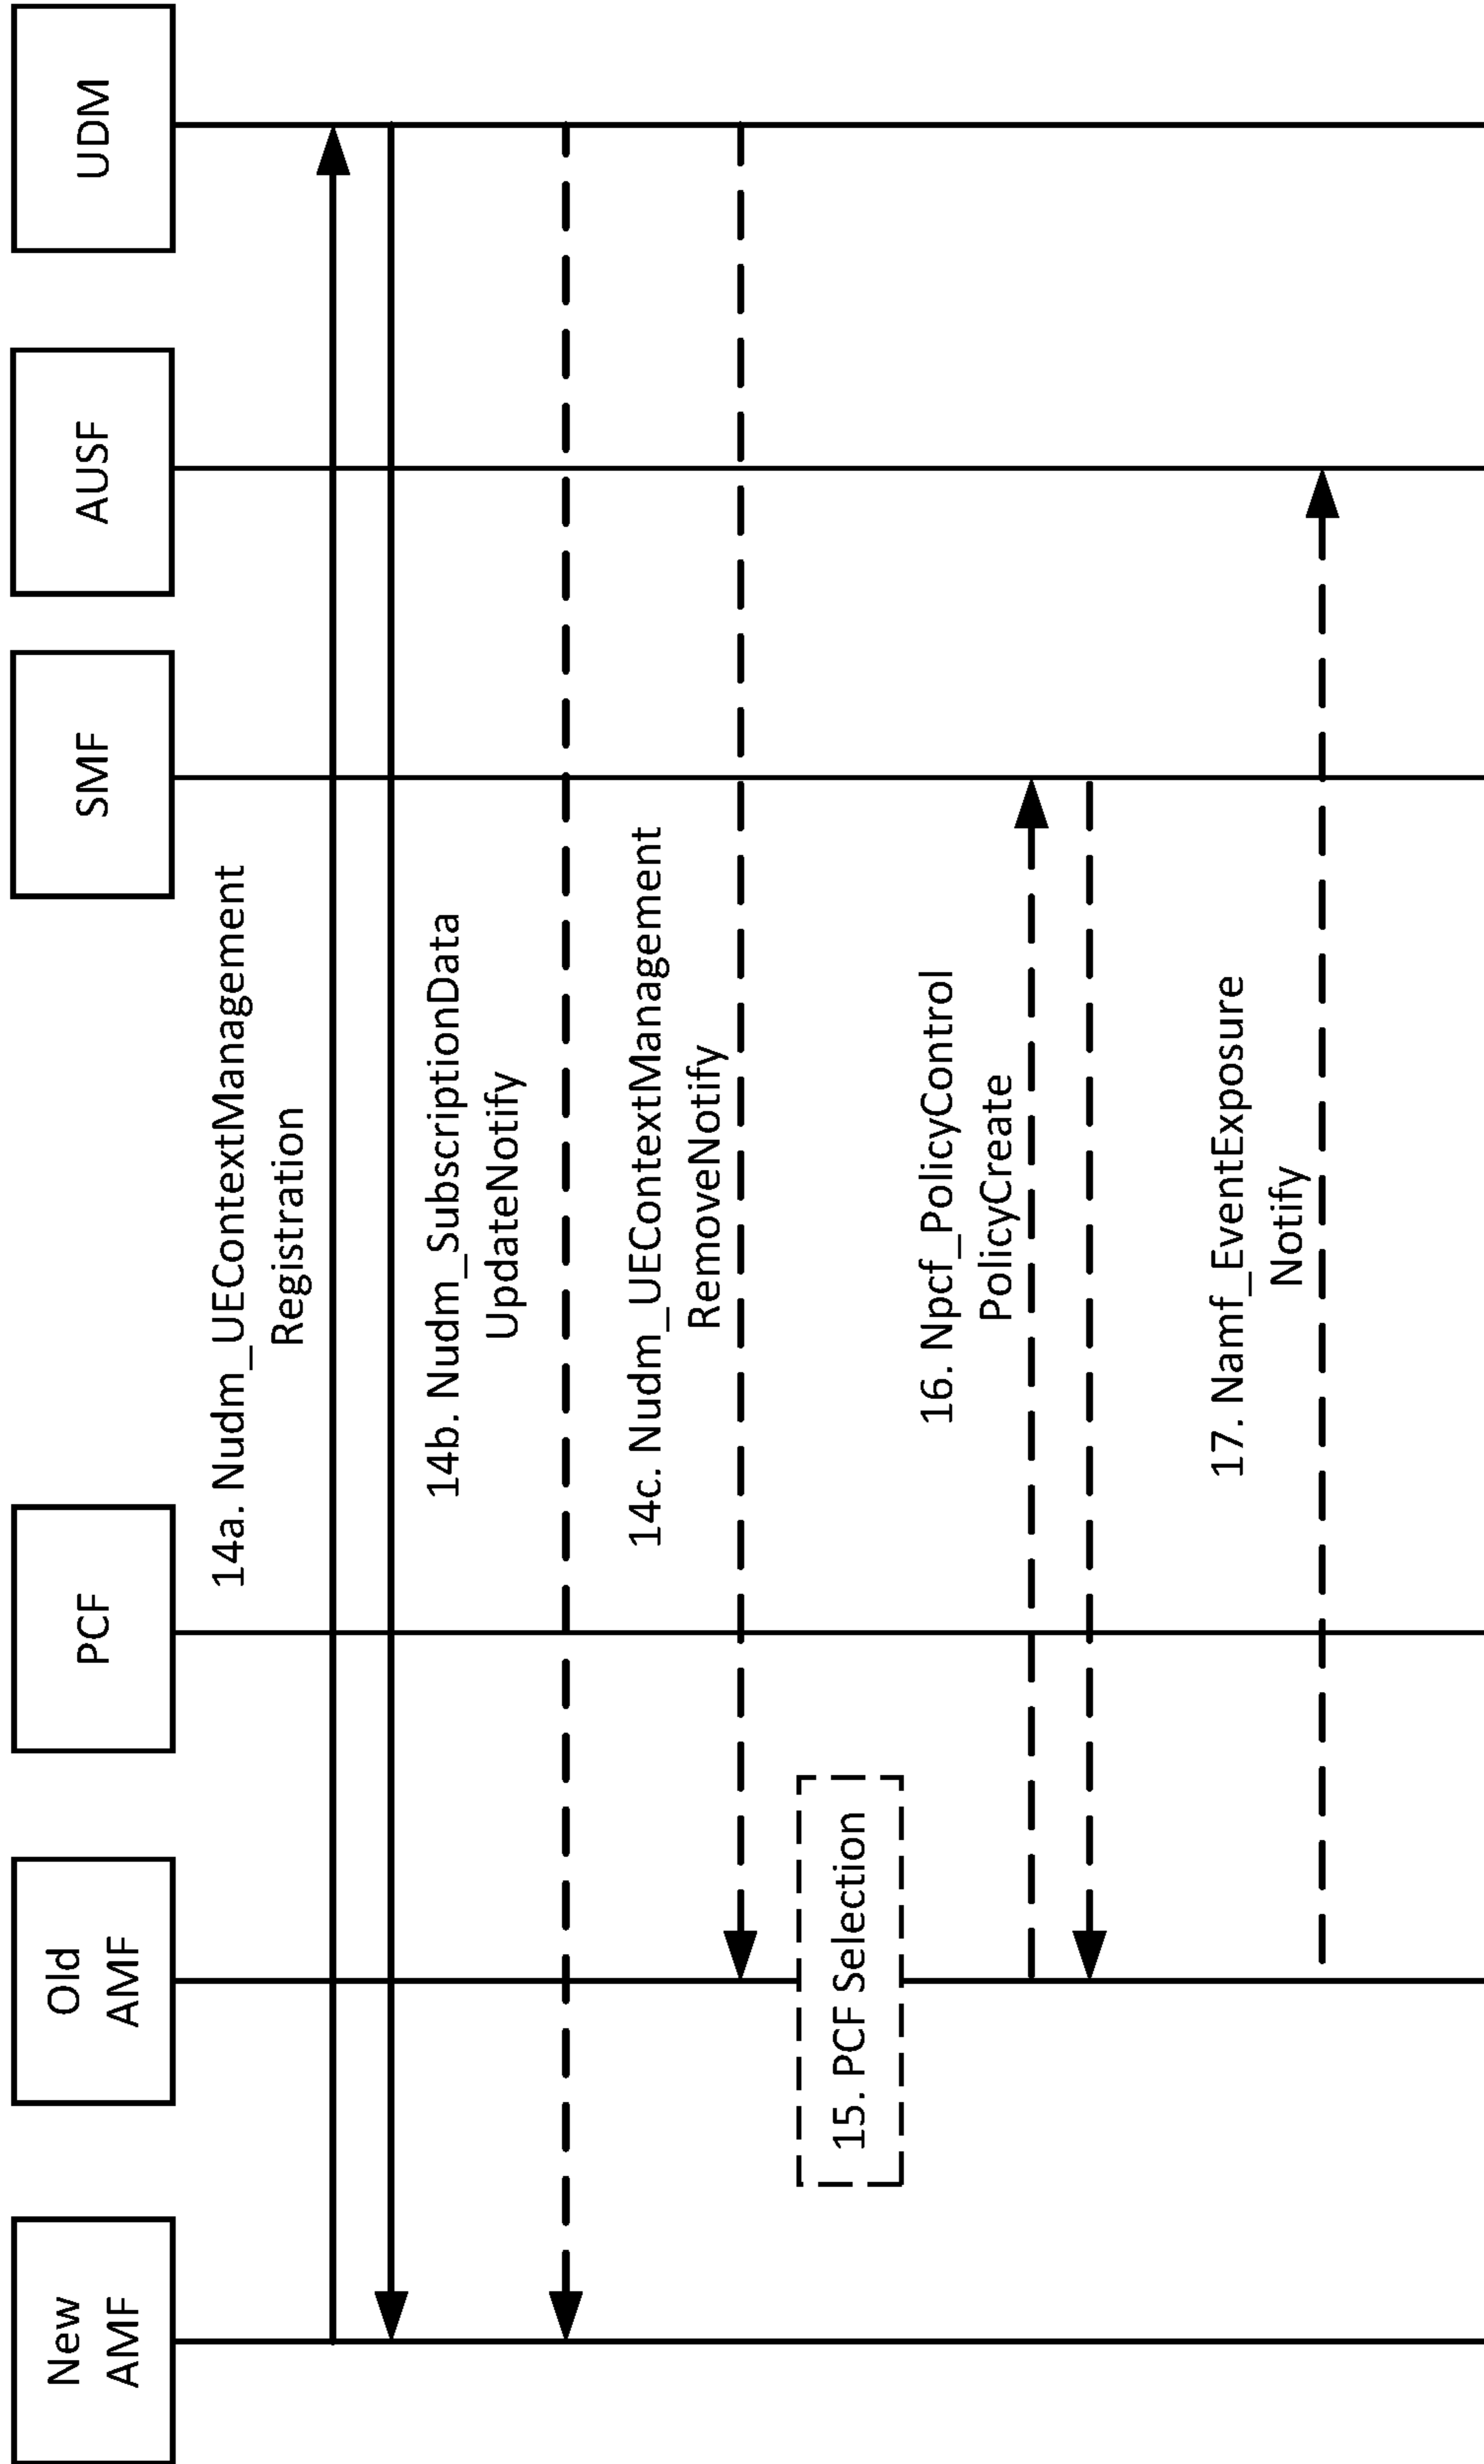 New
AMF
Old
AMF
PCF
SMF
AUSF
UDM
14a. Nudm_UEContextManagement
Registration
14b. Nudm_SubscriptionData
UpdateNotify
14c. Nudm_UEContextManagement
RemoveNotify
15. PCF Selection
16. Npcf_PolicyControl
PolicyCreate
17. Namf_EventExposure
Notify